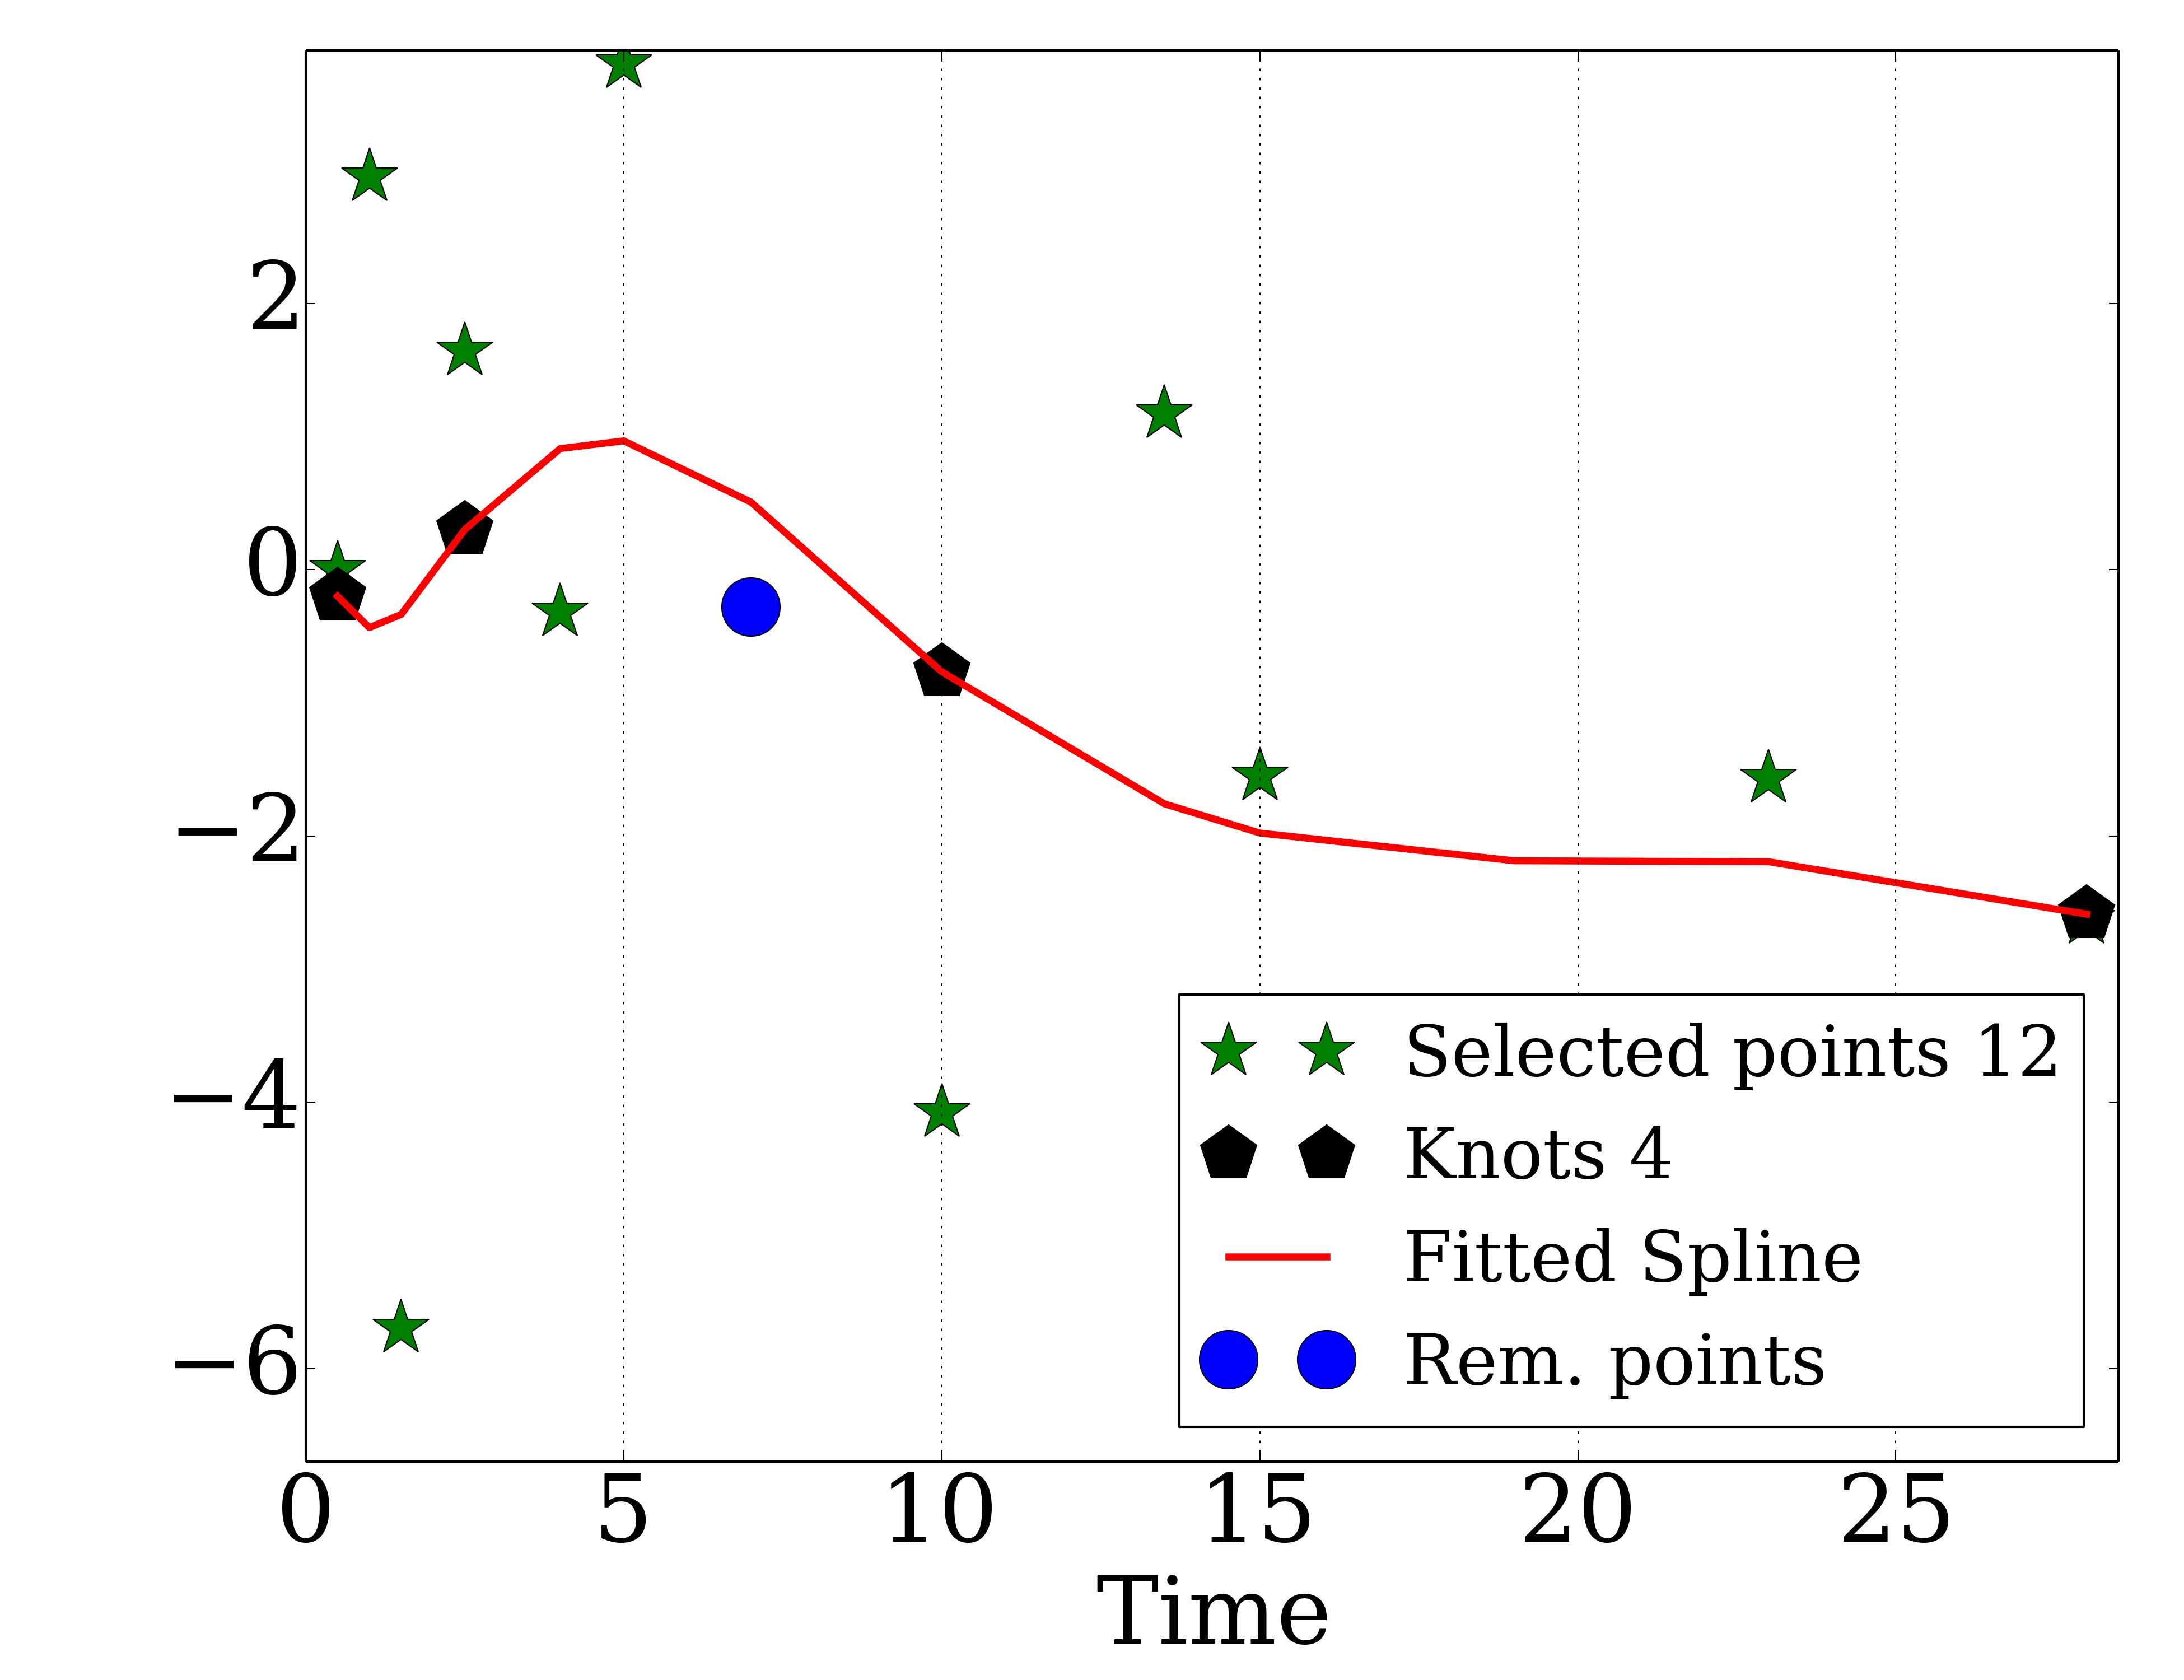 2
0
−2
−4
−6
0 5 10 15 20 25
Time
Selected points 12
Knots 4
Fitted Spline
Rem. points